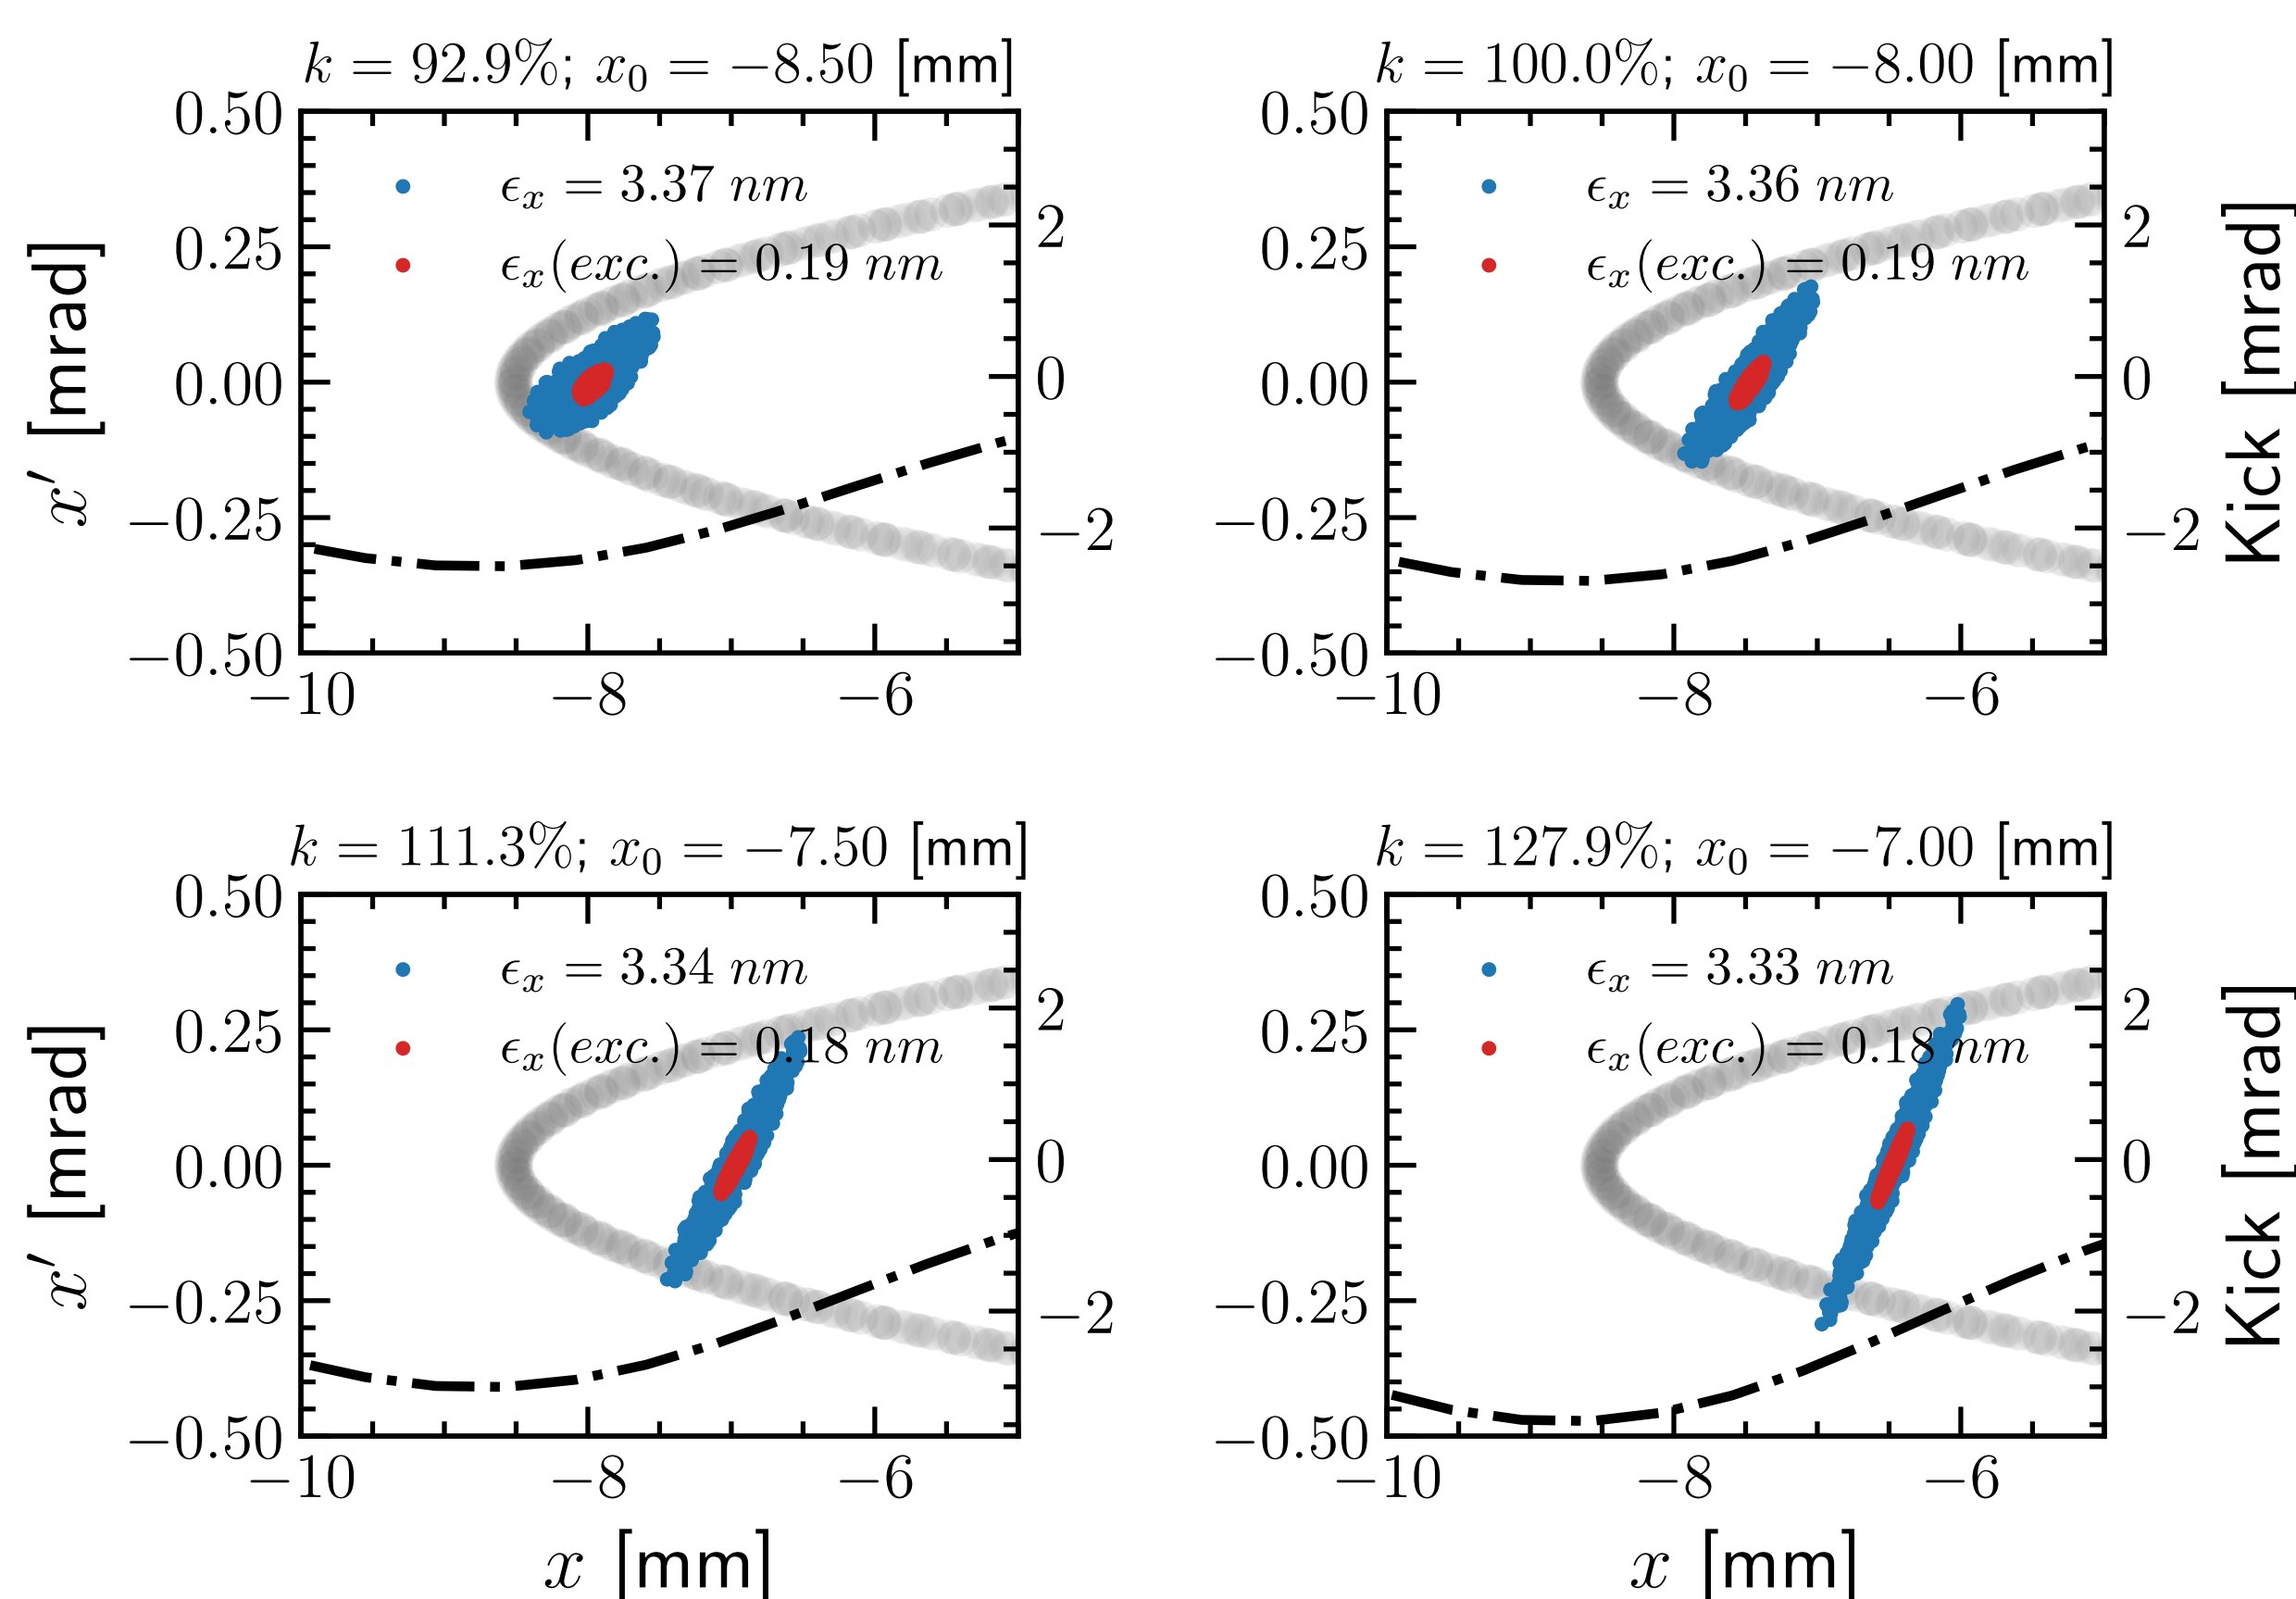 k = 92.9%; x₀ = −8.50 [mm]
0.50
0.25
0.00
−0.25
−0.50
x′ [mrad]
ϵₓ = 3.37 nm
ϵₓ(exc.) = 0.19 nm
2
0
−2
−10 −8 −6
k = 100.0%; x₀ = −8.00 [mm]
0.50
0.25
0.00
−0.25
−0.50
ϵₓ = 3.36 nm
ϵₓ(exc.) = 0.19 nm
2
0
−2
Kick [mrad]
−10 −8 −6
k = 111.3%; x₀ = −7.50 [mm]
0.50
0.25
0.00
−0.25
−0.50
x′ [mrad]
ϵₓ = 3.34 nm
ϵₓ(exc.) = 0.18 nm
2
0
−2
−10 −8 −6
x [mm]
k = 127.9%; x₀ = −7.00 [mm]
0.50
0.25
0.00
−0.25
−0.50
ϵₓ = 3.33 nm
ϵₓ(exc.) = 0.18 nm
2
0
−2
Kick [mrad]
−10 −8 −6
x [mm]